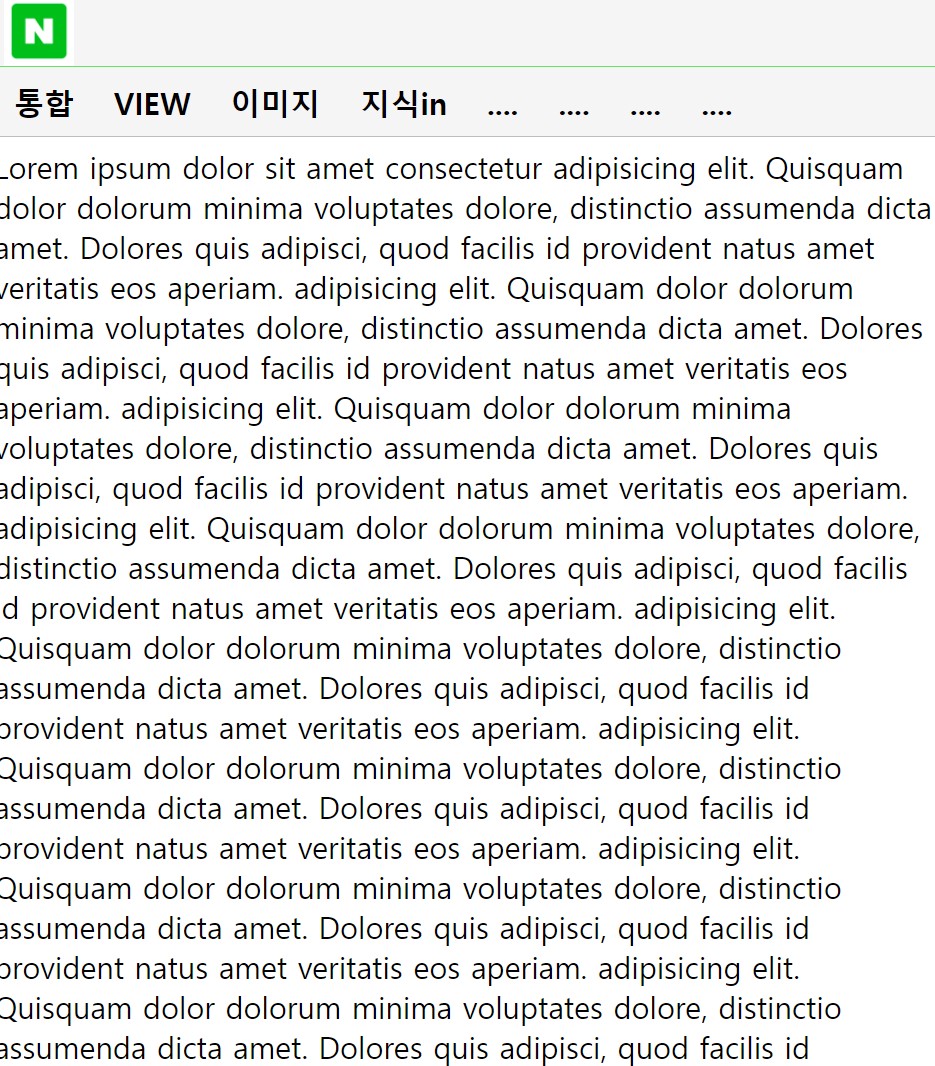 N
통합 VIEW 이미지 지식in .... .... .... ....
Lorem ipsum dolor sit amet consectetur adipisicing elit. Quisquam
dolor dolorum minima voluptates dolore, distinctio assumenda dicta
amet. Dolores quis adipisci, quod facilis id provident natus amet
veritatis eos aperiam. adipisicing elit. Quisquam dolor dolorum
minima voluptates dolore, distinctio assumenda dicta amet. Dolores
quis adipisci, quod facilis id provident natus amet veritatis eos
aperiam. adipisicing elit. Quisquam dolor dolorum minima
voluptates dolore, distinctio assumenda dicta amet. Dolores quis
adipisci, quod facilis id provident natus amet veritatis eos aperiam.
adipisicing elit. Quisquam dolor dolorum minima voluptates dolore,
distinctio assumenda dicta amet. Dolores quis adipisci, quod facilis
id provident natus amet veritatis eos aperiam. adipisicing elit.
Quisquam dolor dolorum minima voluptates dolore, distinctio
assumenda dicta amet. Dolores quis adipisci, quod facilis id
provident natus amet veritatis eos aperiam. adipisicing elit.
Quisquam dolor dolorum minima voluptates dolore, distinctio
assumenda dicta amet. Dolores quis adipisci, quod facilis id
provident natus amet veritatis eos aperiam. adipisicing elit.
Quisquam dolor dolorum minima voluptates dolore, distinctio
assumenda dicta amet. Dolores quis adipisci, quod facilis id
provident natus amet veritatis eos aperiam. adipisicing elit.
Quisquam dolor dolorum minima voluptates dolore, distinctio
assumenda dicta amet. Dolores quis adipisci, quod facilis id